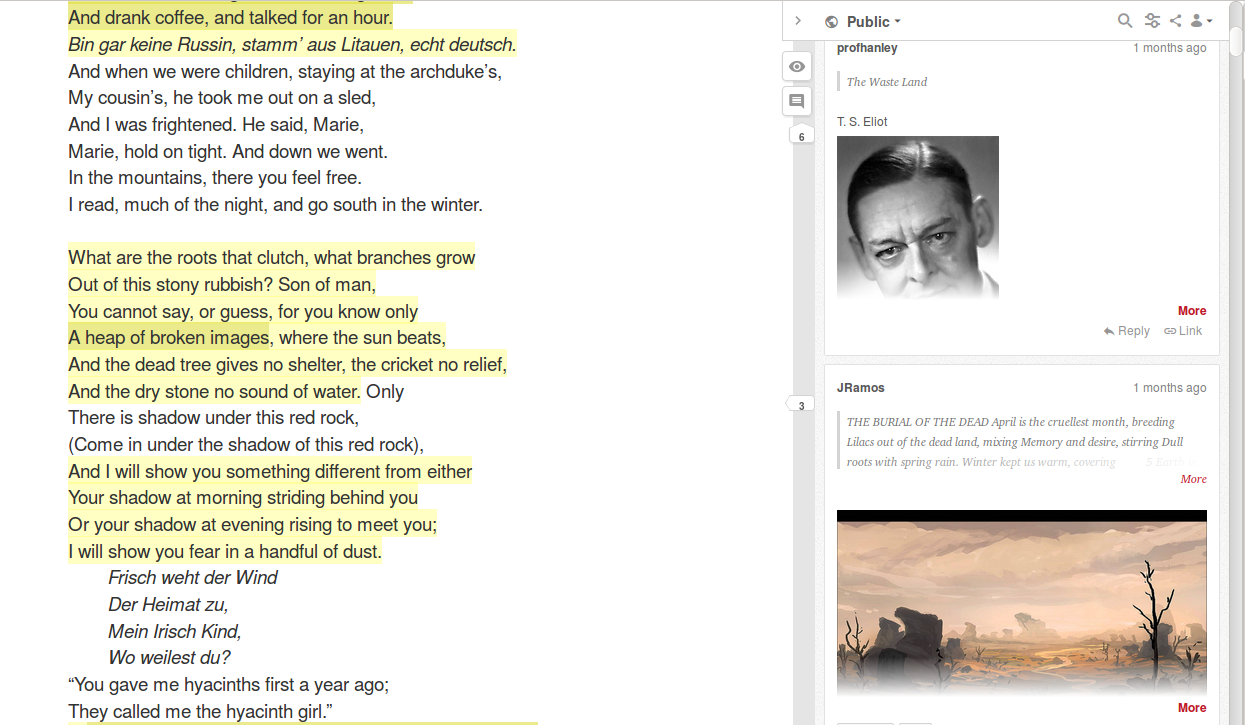 And drank coffee, and talked for an hour.
Bin gar keine Russin, stamm’ aus Litauen, echt deutsch.
And when we were children, staying at the archduke’s,
My cousin’s, he took me out on a sled,
And I was frightened. He said, Marie,
Marie, hold on tight. And down we went.
In the mountains, there you feel free.
I read, much of the night, and go south in the winter.
What are the roots that clutch, what branches grow
Out of this stony rubbish? Son of man,
You cannot say, or guess, for you know only
A heap of broken images, where the sun beats,
And the dead tree gives no shelter, the cricket no relief,
And the dry stone no sound of water. Only
There is shadow under this red rock,
(Come in under the shadow of this red rock),
And I will show you something different from either
Your shadow at morning striding behind you
Or your shadow at evening rising to meet you;
I will show you fear in a handful of dust.
Frisch weht der Wind
Der Heimat zu,
Mein Irisch Kind,
Wo weilest du?
“You gave me hyacinths first a year ago;
They called me the hyacinth girl.”
6
3
Public
profhanley 1 months ago
The Waste Land
T. S. Eliot
More
Reply Link
JRamos 1 months ago
THE BURIAL OF THE DEAD April is the cruellest month, breeding
Lilacs out of the dead land, mixing Memory and desire, stirring Dull
roots with spring rain. Winter kept us warm, covering 5 Earth in
More
More